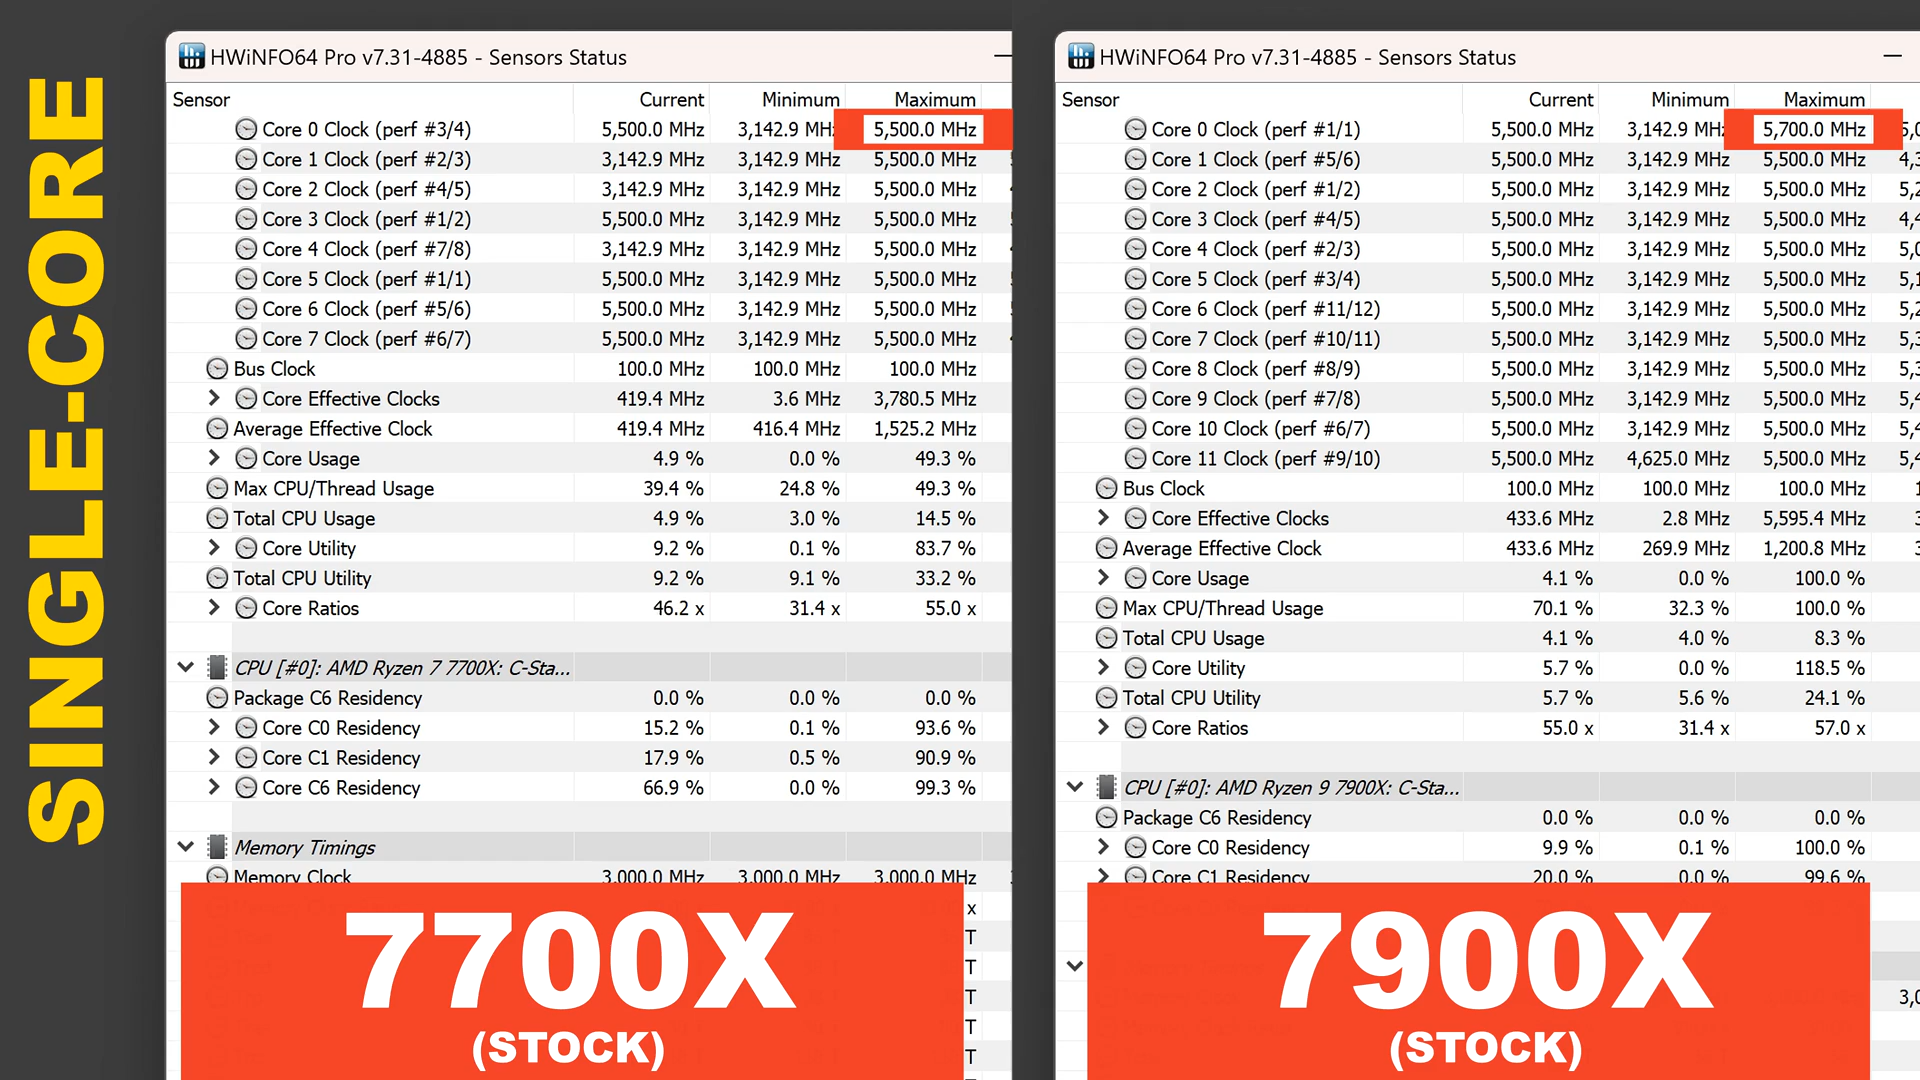 SINGLE-CORE
HWiNFO64 Pro v7.31-4885 - Sensors Status
Sensor Current Minimum Maximum
Core 0 Clock (perf #3/4) 5,500.0 MHz 3,142.9 MHz 5,500.0 MHz
Core 1 Clock (perf #2/3) 3,142.9 MHz 3,142.9 MHz 5,500.0 MHz
Core 2 Clock (perf #4/5) 3,142.9 MHz 3,142.9 MHz 5,500.0 MHz
Core 3 Clock (perf #1/2) 5,500.0 MHz 3,142.9 MHz 5,500.0 MHz
Core 4 Clock (perf #7/8) 3,142.9 MHz 3,142.9 MHz 5,500.0 MHz
Core 5 Clock (perf #1/1) 5,500.0 MHz 3,142.9 MHz 5,500.0 MHz
Core 6 Clock (perf #5/6) 5,500.0 MHz 3,142.9 MHz 5,500.0 MHz
Core 7 Clock (perf #6/7) 5,500.0 MHz 3,142.9 MHz 5,500.0 MHz
Bus Clock 100.0 MHz 100.0 MHz 100.0 MHz
Core Effective Clocks 419.4 MHz 3.6 MHz 3,780.5 MHz
Average Effective Clock 419.4 MHz 416.4 MHz 1,525.2 MHz
Core Usage 4.9 % 0.0 % 49.3 %
Max CPU/Thread Usage 39.4 % 24.8 % 49.3 %
Total CPU Usage 4.9 % 3.0 % 14.5 %
Core Utility 9.2 % 0.1 % 83.7 %
Total CPU Utility 9.2 % 9.1 % 33.2 %
Core Ratios 46.2 x 31.4 x 55.0 x
CPU [#0]: AMD Ryzen 7 7700X: C-Sta...
Package C6 Residency 0.0 % 0.0 % 0.0 %
Core C0 Residency 15.2 % 0.1 % 93.6 %
Core C1 Residency 17.9 % 0.5 % 90.9 %
Core C6 Residency 66.9 % 0.0 % 99.3 %
Memory Timings
Memory Clock 3,000.0 MHz 3,000.0 MHz 3,000.0 MHz
x
T
T
T
T
T
7700X
(STOCK)
HWiNFO64 Pro v7.31-4885 - Sensors Status
Sensor Current Minimum Maximum
Core 0 Clock (perf #1/1) 5,500.0 MHz 3,142.9 MHz 5,700.0 MHz
Core 1 Clock (perf #5/6) 5,500.0 MHz 3,142.9 MHz 5,500.0 MHz
Core 2 Clock (perf #1/2) 5,500.0 MHz 3,142.9 MHz 5,500.0 MHz
Core 3 Clock (perf #4/5) 5,500.0 MHz 3,142.9 MHz 5,500.0 MHz
Core 4 Clock (perf #2/3) 5,500.0 MHz 3,142.9 MHz 5,500.0 MHz
Core 5 Clock (perf #3/4) 5,500.0 MHz 3,142.9 MHz 5,500.0 MHz
Core 6 Clock (perf #11/12) 5,500.0 MHz 3,142.9 MHz 5,500.0 MHz
Core 7 Clock (perf #10/11) 5,500.0 MHz 3,142.9 MHz 5,500.0 MHz
Core 8 Clock (perf #8/9) 5,500.0 MHz 3,142.9 MHz 5,500.0 MHz
Core 9 Clock (perf #7/8) 5,500.0 MHz 3,142.9 MHz 5,500.0 MHz
Core 10 Clock (perf #6/7) 5,500.0 MHz 3,142.9 MHz 5,500.0 MHz
Core 11 Clock (perf #9/10) 5,500.0 MHz 4,625.0 MHz 5,500.0 MHz
Bus Clock 100.0 MHz 100.0 MHz 100.0 MHz
Core Effective Clocks 433.6 MHz 2.8 MHz 5,595.4 MHz
Average Effective Clock 433.6 MHz 269.9 MHz 1,200.8 MHz
Core Usage 4.1 % 0.0 % 100.0 %
Max CPU/Thread Usage 70.1 % 32.3 % 100.0 %
Total CPU Usage 4.1 % 4.0 % 8.3 %
Core Utility 5.7 % 0.0 % 118.5 %
Total CPU Utility 5.7 % 5.6 % 24.1 %
Core Ratios 55.0 x 31.4 x 57.0 x
CPU [#0]: AMD Ryzen 9 7900X: C-Sta...
Package C6 Residency 0.0 % 0.0 % 0.0 %
Core C0 Residency 9.9 % 0.1 % 100.0 %
Core C1 Residency 20.0 % 0.0 % 99.6 %
7900X
(STOCK)